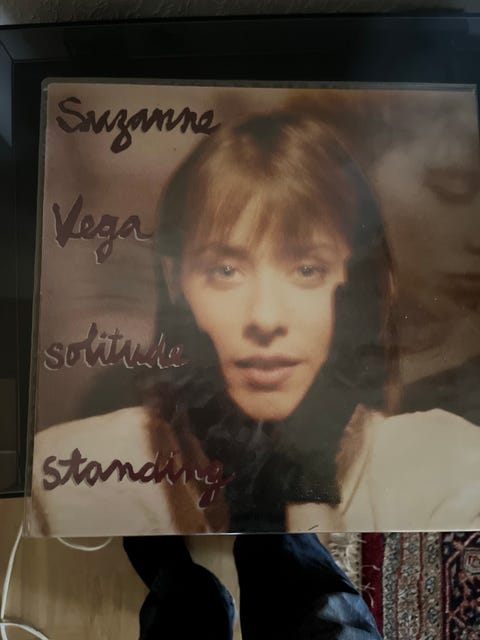 Suzanne
Vega
solitude
standing